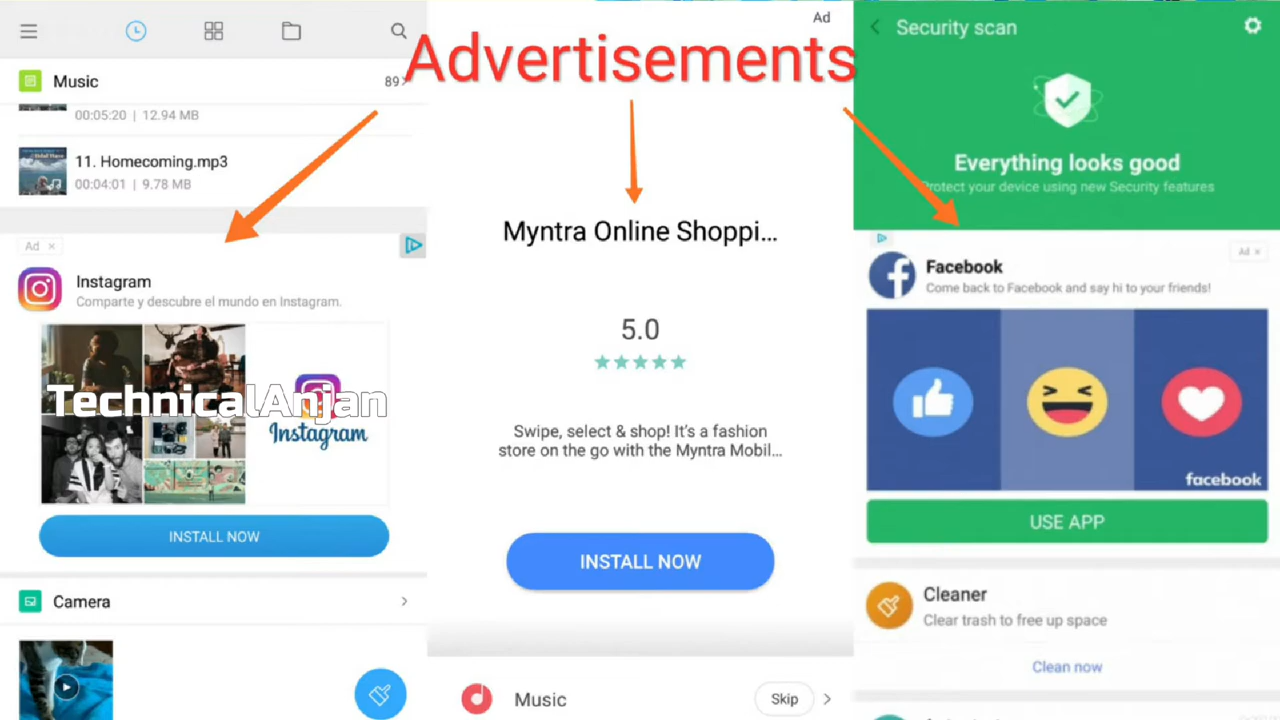 Advertisements
Music
89
00:05:20 | 12.94 MB
11. Homecoming.mp3
00:04:01 | 9.78 MB
Ad ×
Instagram
Comparte y descubre el mundo en Instagram.
TechnicalAnjan
Instagram
INSTALL NOW
Camera
Ad
Myntra Online Shoppi...
5.0
Swipe, select & shop! It's a fashion
store on the go with the Myntra Mobil...
INSTALL NOW
Music
Skip
Security scan
Everything looks good
Protect your device using new Security features
Ad ×
Facebook
Come back to Facebook and say hi to your friends!
facebook
USE APP
Cleaner
Clear trash to free up space
Clean now